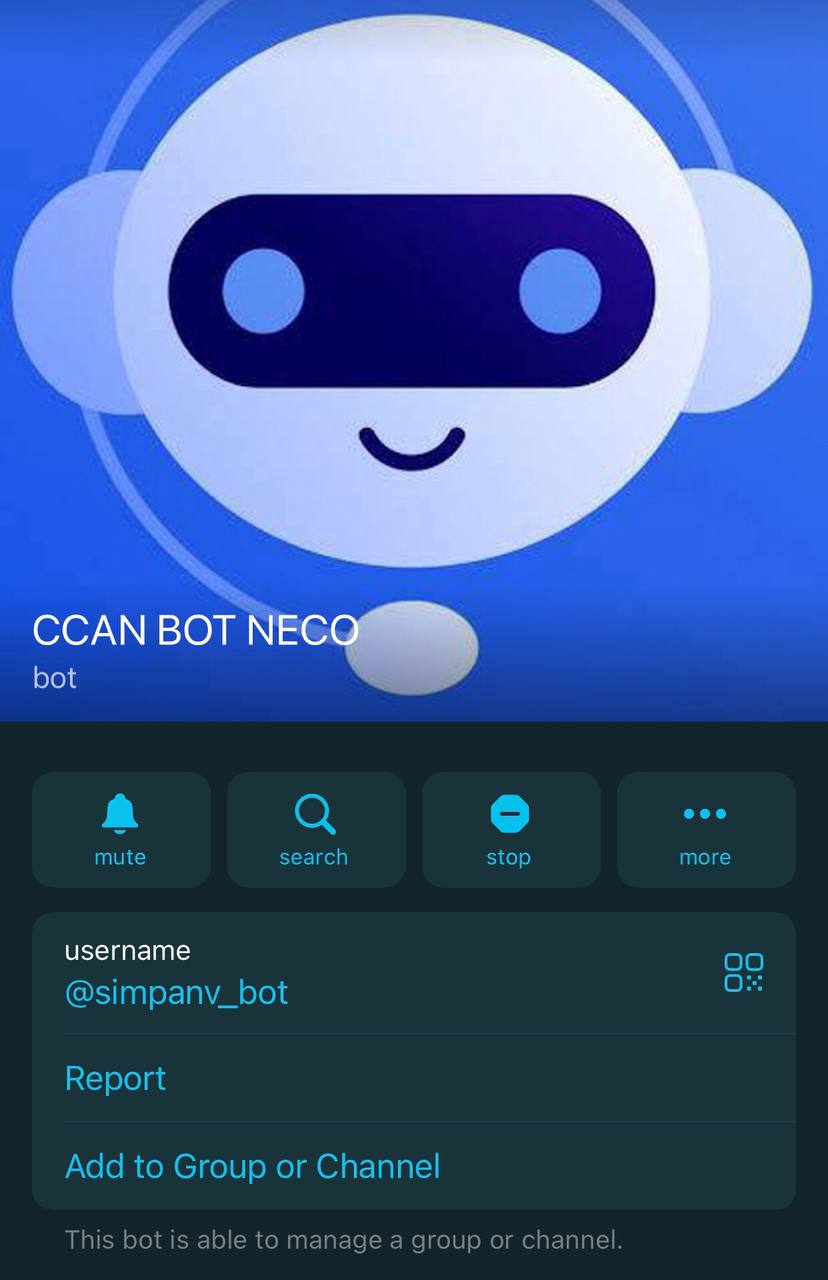 CCAN BOT NECO
bot
mute
search
stop
more
username
@simpanv_bot
Report
Add to Group or Channel
This bot is able to manage a group or channel.